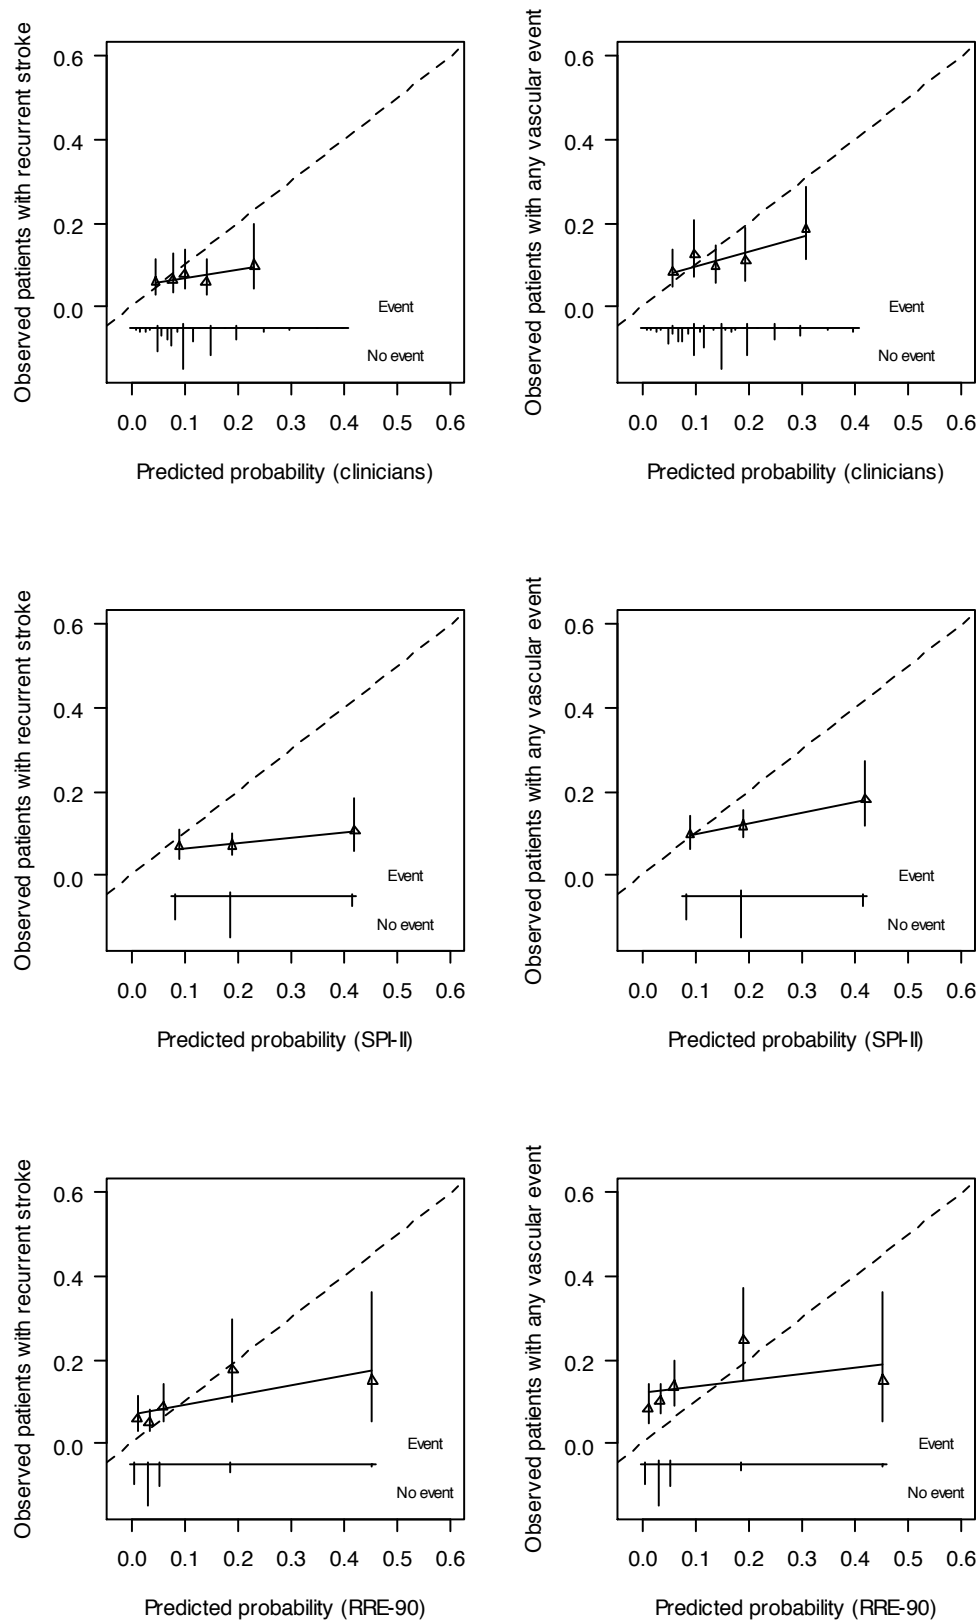 Observed patients with recurrent stroke
0.6
0.4
0.2
0.0
Event
No event
0.0 0.1 0.2 0.3 0.4 0.5 0.6
Predicted probability (clinicians)
Observed patients with any vascular event
0.6
0.4
0.2
0.0
Event
No event
0.0 0.1 0.2 0.3 0.4 0.5 0.6
Predicted probability (clinicians)
Observed patients with recurrent stroke
0.6
0.4
0.2
0.0
Event
No event
0.0 0.1 0.2 0.3 0.4 0.5 0.6
Predicted probability (SPI-II)
Observed patients with any vascular event
0.6
0.4
0.2
0.0
Event
No event
0.0 0.1 0.2 0.3 0.4 0.5 0.6
Predicted probability (SPI-II)
Observed patients with recurrent stroke
0.6
0.4
0.2
0.0
Event
No event
0.0 0.1 0.2 0.3 0.4 0.5 0.6
Predicted probability (RRE-90)
Observed patients with any vascular event
0.6
0.4
0.2
0.0
Event
No event
0.0 0.1 0.2 0.3 0.4 0.5 0.6
Predicted probability (RRE-90)